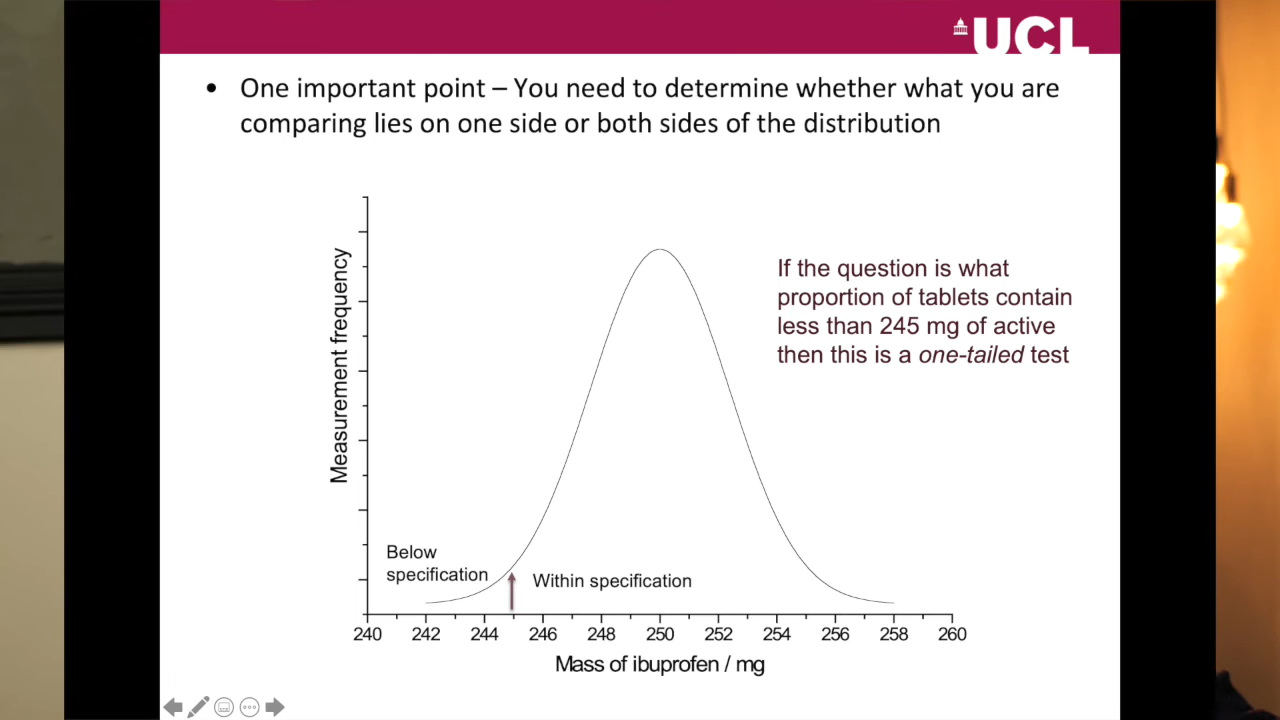 UCL
• One important point – You need to determine whether what you are
comparing lies on one side or both sides of the distribution
If the question is what
proportion of tablets contain
less than 245 mg of active
then this is a one-tailed test
Measurement frequency
Below
specification
Within specification
240 242 244 246 248 250 252 254 256 258 260
Mass of ibuprofen / mg